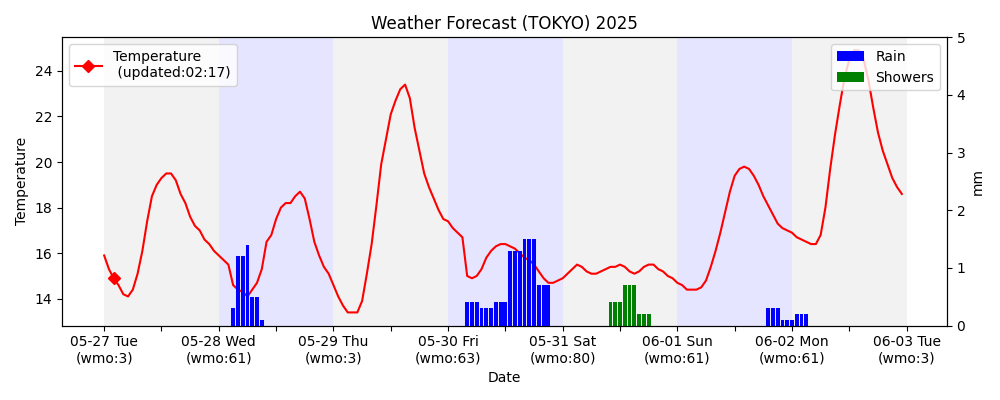 Weather Forecast (TOKYO) 2025
Temperature
(updated:02:17)
Rain
Showers
Temperature
24
22
20
18
16
14
5
4
3
2
1
0
mm
05-27 Tue
(wmo:3)
05-28 Wed
(wmo:61)
05-29 Thu
(wmo:3)
05-30 Fri
(wmo:63)
05-31 Sat
(wmo:80)
06-01 Sun
(wmo:61)
06-02 Mon
(wmo:61)
06-03 Tue
(wmo:3)
Date